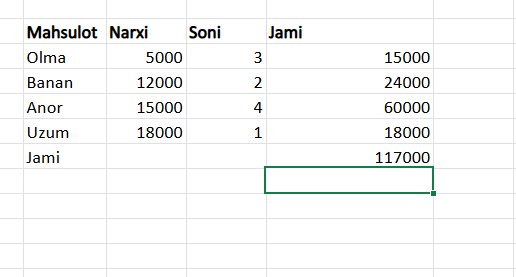 Mahsulot Narxi Soni Jami
Olma 5000 3 15000
Banan 12000 2 24000
Anor 15000 4 60000
Uzum 18000 1 18000
Jami 117000